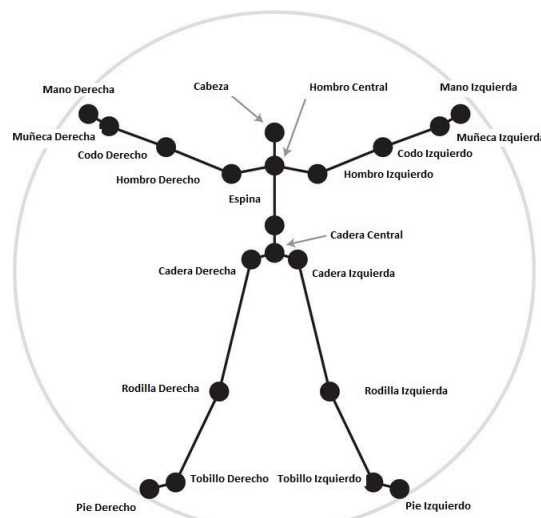 Cabeza
Hombro Central
Mano Izquierda
Mano Derecha
Muñeca Derecha
Muñeca Izquierda
Codo Derecho
Codo Izquierdo
Hombro Derecho
Hombro Izquierdo
Espina
Cadera Central
Cadera Derecha
Cadera Izquierda
Rodilla Derecha
Rodilla Izquierda
Tobillo Derecho
Tobillo Izquierdo
Pie Derecho
Pie Izquierdo